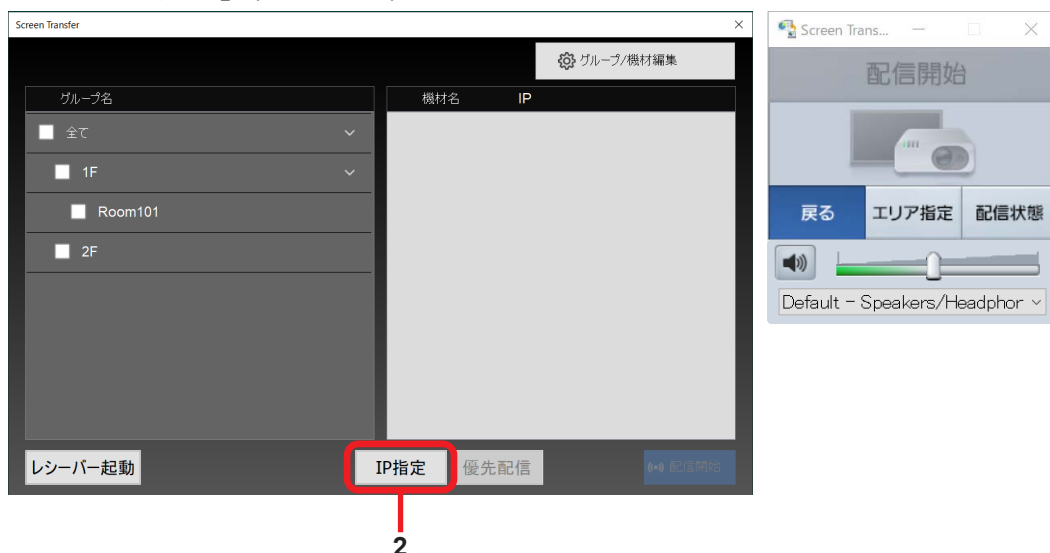 Screen Transfer
グループ/機材編集
グループ名
機材名 IP
全て
1F
Room101
2F
レシーバー起動
IP指定
優先配信
配信開始
2
Screen Trans...
配信開始
戻る
エリア指定
配信状態
Default - Speakers/Headphor